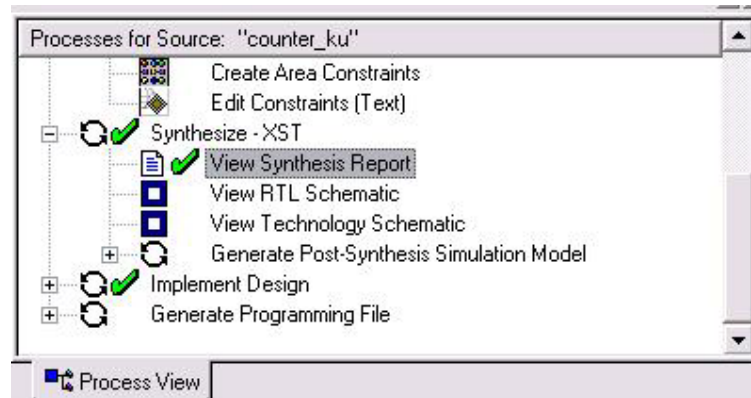 Processes for Source: "counter_ku"
Create Area Constraints
Edit Constraints (Text)
Synthesize - XST
View Synthesis Report
View RTL Schematic
View Technology Schematic
Generate Post-Synthesis Simulation Model
Implement Design
Generate Programming File
Process View